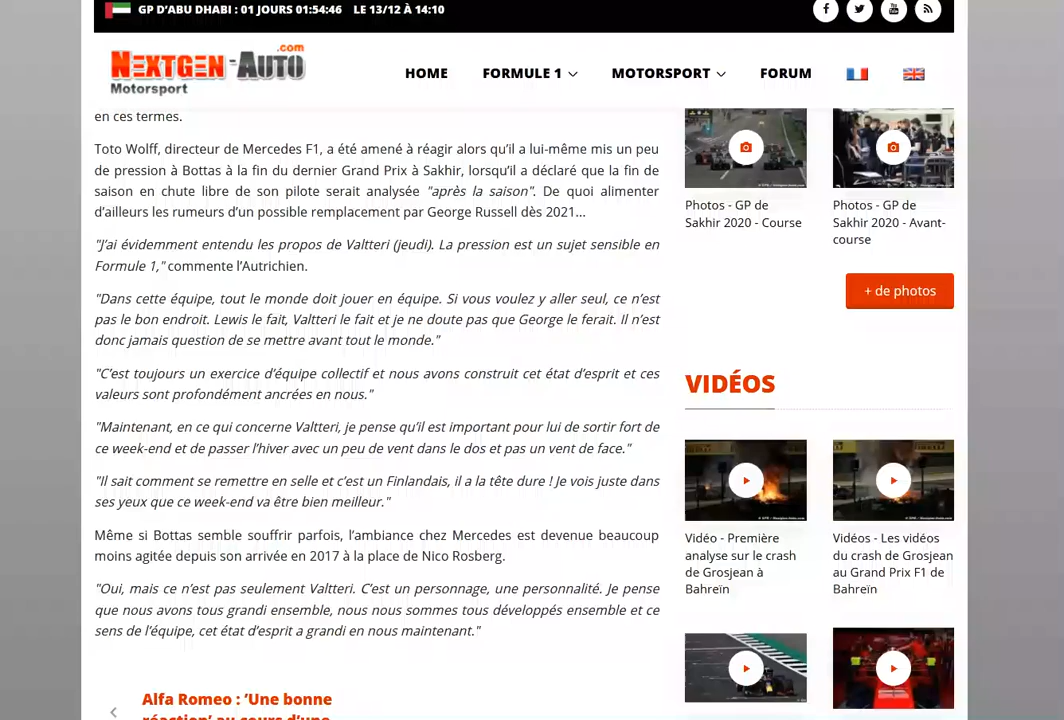 GP D’ABU DHABI : 01 JOURS 01:54:46 LE 13/12 À 14:10
NEXTGEN-AUTO
.com
Motorsport
HOME FORMULE 1 MOTORSPORT FORUM
en ces termes.
Toto Wolff, directeur de Mercedes F1, a été amené à réagir alors qu’il a lui-même mis un peu
de pression à Bottas à la fin du dernier Grand Prix à Sakhir, lorsqu’il a déclaré que la fin de
saison en chute libre de son pilote serait analysée "après la saison". De quoi alimenter
d’ailleurs les rumeurs d’un possible remplacement par George Russell dès 2021...
"J’ai évidemment entendu les propos de Valtteri (jeudi). La pression est un sujet sensible en
Formule 1," commente l’Autrichien.
"Dans cette équipe, tout le monde doit jouer en équipe. Si vous voulez y aller seul, ce n’est
pas le bon endroit. Lewis le fait, Valtteri le fait et je ne doute pas que George le ferait. Il n’est
donc jamais question de se mettre avant tout le monde."
"C’est toujours un exercice d’équipe collectif et nous avons construit cet état d’esprit et ces
valeurs sont profondément ancrées en nous."
"Maintenant, en ce qui concerne Valtteri, je pense qu’il est important pour lui de sortir fort de
ce week-end et de passer l’hiver avec un peu de vent dans le dos et pas un vent de face."
"Il sait comment se remettre en selle et c’est un Finlandais, il a la tête dure ! Je vois juste dans
ses yeux que ce week-end va être bien meilleur."
Même si Bottas semble souffrir parfois, l’ambiance chez Mercedes est devenue beaucoup
moins agitée depuis son arrivée en 2017 à la place de Nico Rosberg.
"Oui, mais ce n’est pas seulement Valtteri. C’est un personnage, une personnalité. Je pense
que nous avons tous grandi ensemble, nous nous sommes tous développés ensemble et ce
sens de l’équipe, cet état d’esprit a grandi en nous maintenant."
Alfa Romeo : ’Une bonne
réaction’ au cours d’une
Photos - GP de
Sakhir 2020 - Course
Photos - GP de
Sakhir 2020 - Avant-
course
+ de photos
VIDÉOS
Vidéo - Première
analyse sur le crash
de Grosjean à
Bahreïn
Vidéos - Les vidéos
du crash de Grosjean
au Grand Prix F1 de
Bahreïn